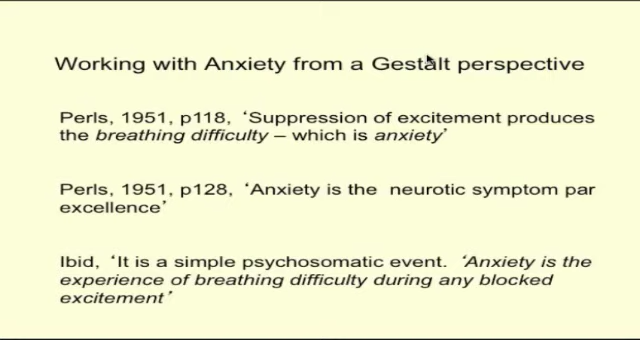 Working with Anxiety from a Gestalt perspective
Perls, 1951, p118, ‘Suppression of excitement produces
the breathing difficulty – which is anxiety’
Perls, 1951, p128, ‘Anxiety is the neurotic symptom par
excellence’
Ibid, ‘It is a simple psychosomatic event. ‘Anxiety is the
experience of breathing difficulty during any blocked
excitement’